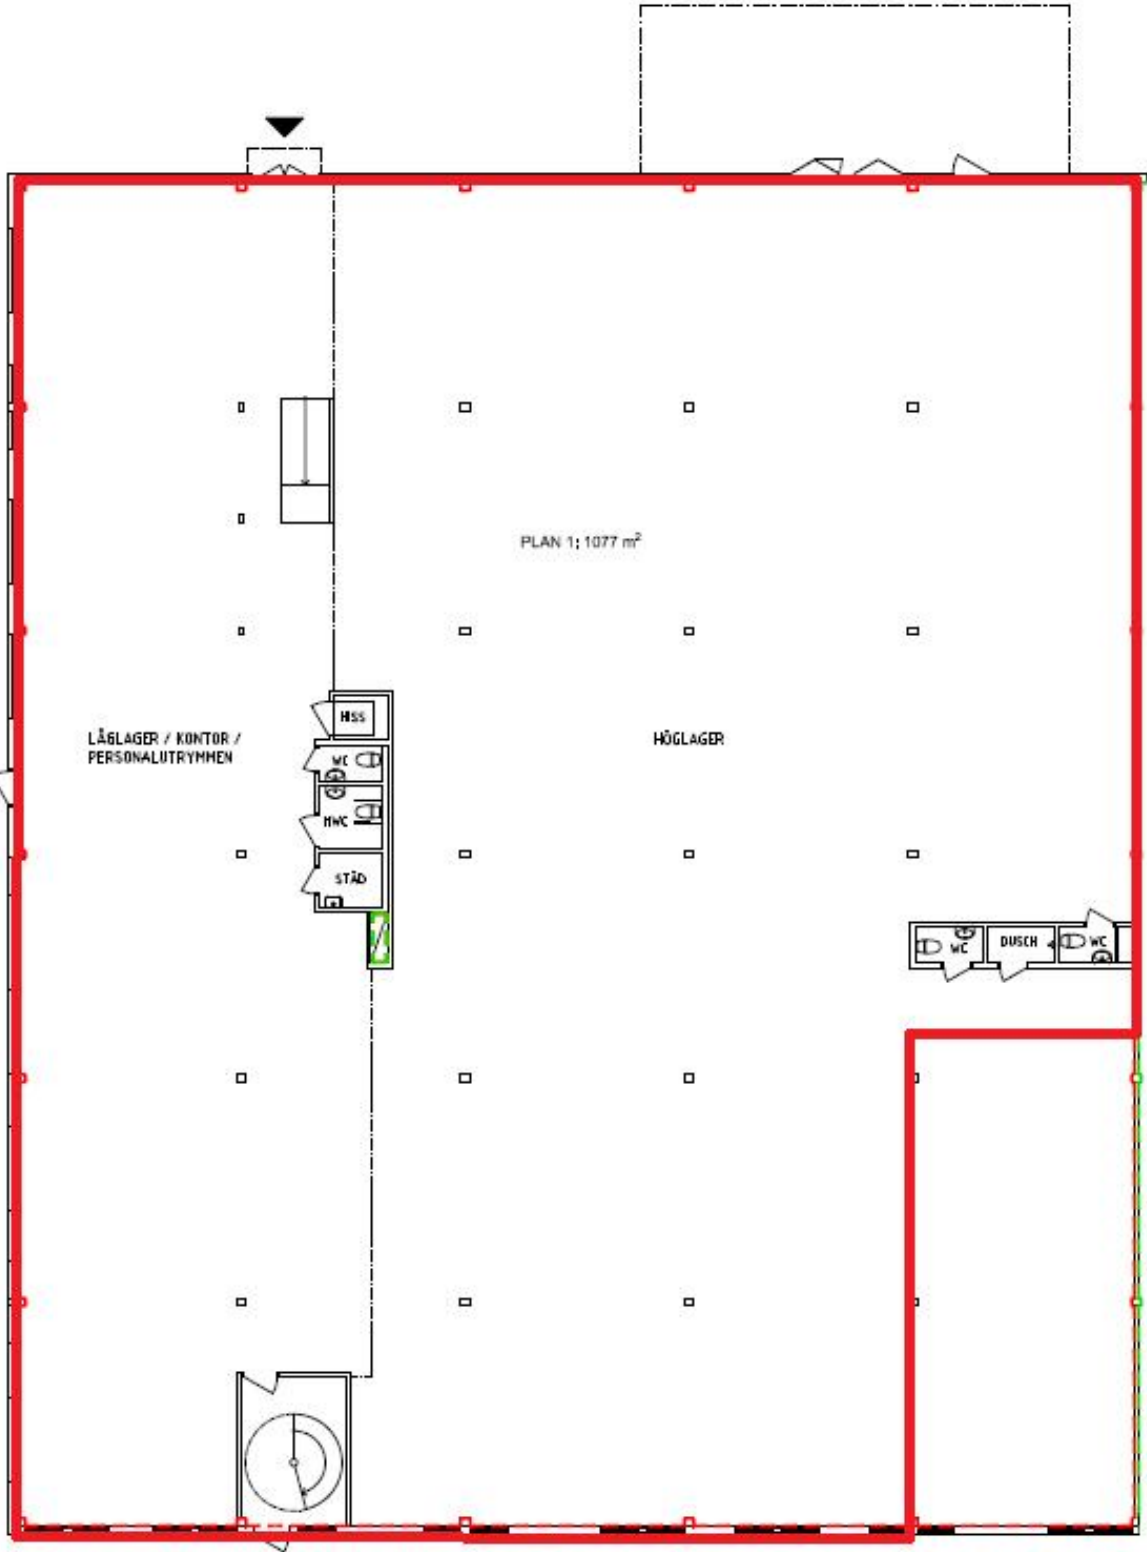 PLAN 1; 1077 m²
HISS
LÅGLAGER / KONTOR /
PERSONALUTRYMMEN
HÖGLAGER
WC
HWC
STÄD
WC
DUSCH
WC